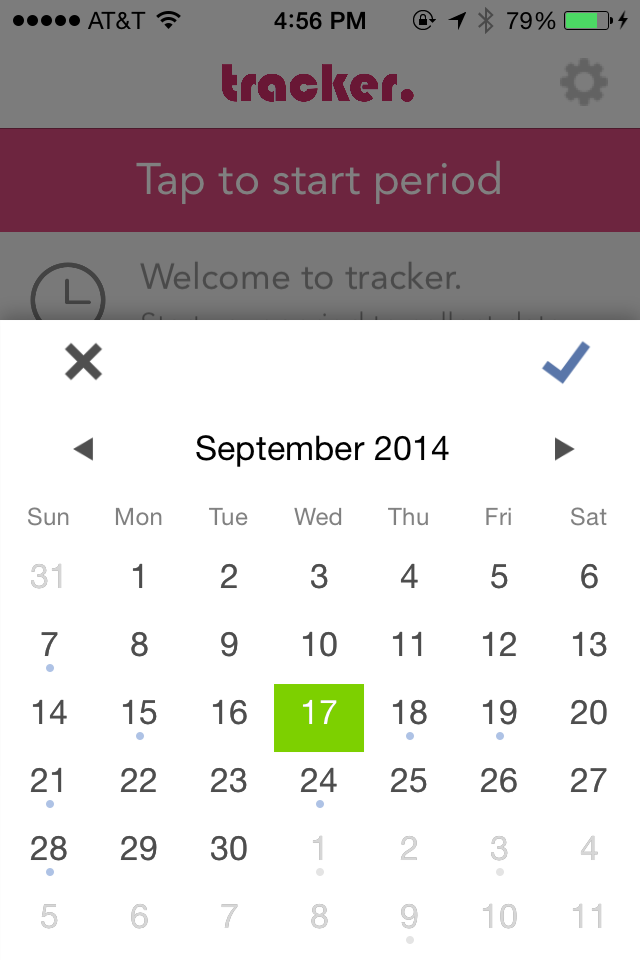 AT&T 4:56 PM 79%
tracker.
Tap to start period
Welcome to tracker.
September 2014
Sun Mon Tue Wed Thu Fri Sat
31 1 2 3 4 5 6
7 8 9 10 11 12 13
14 15 16 17 18 19 20
21 22 23 24 25 26 27
28 29 30 1 2 3 4
5 6 7 8 9 10 11